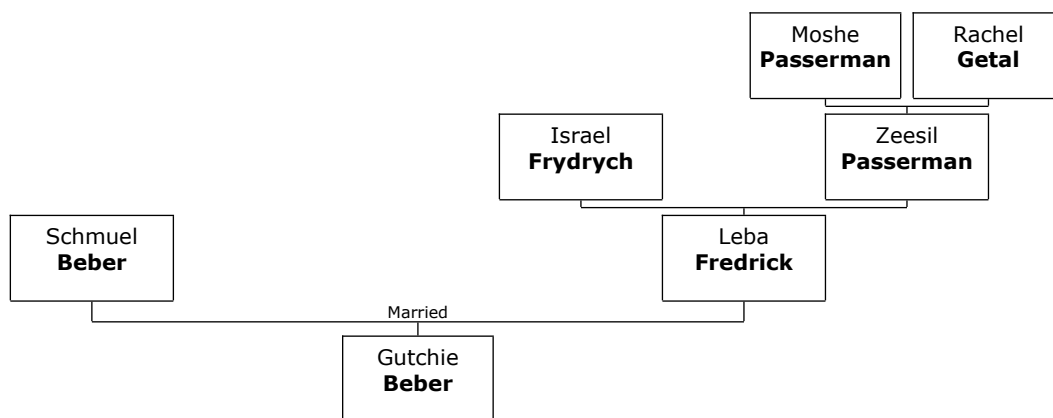 Moshe
Passerman
Rachel
Getal
Israel
Frydrych
Zeesil
Passerman
Schmuel
Beber
Leba
Fredrick
Married
Gutchie
Beber